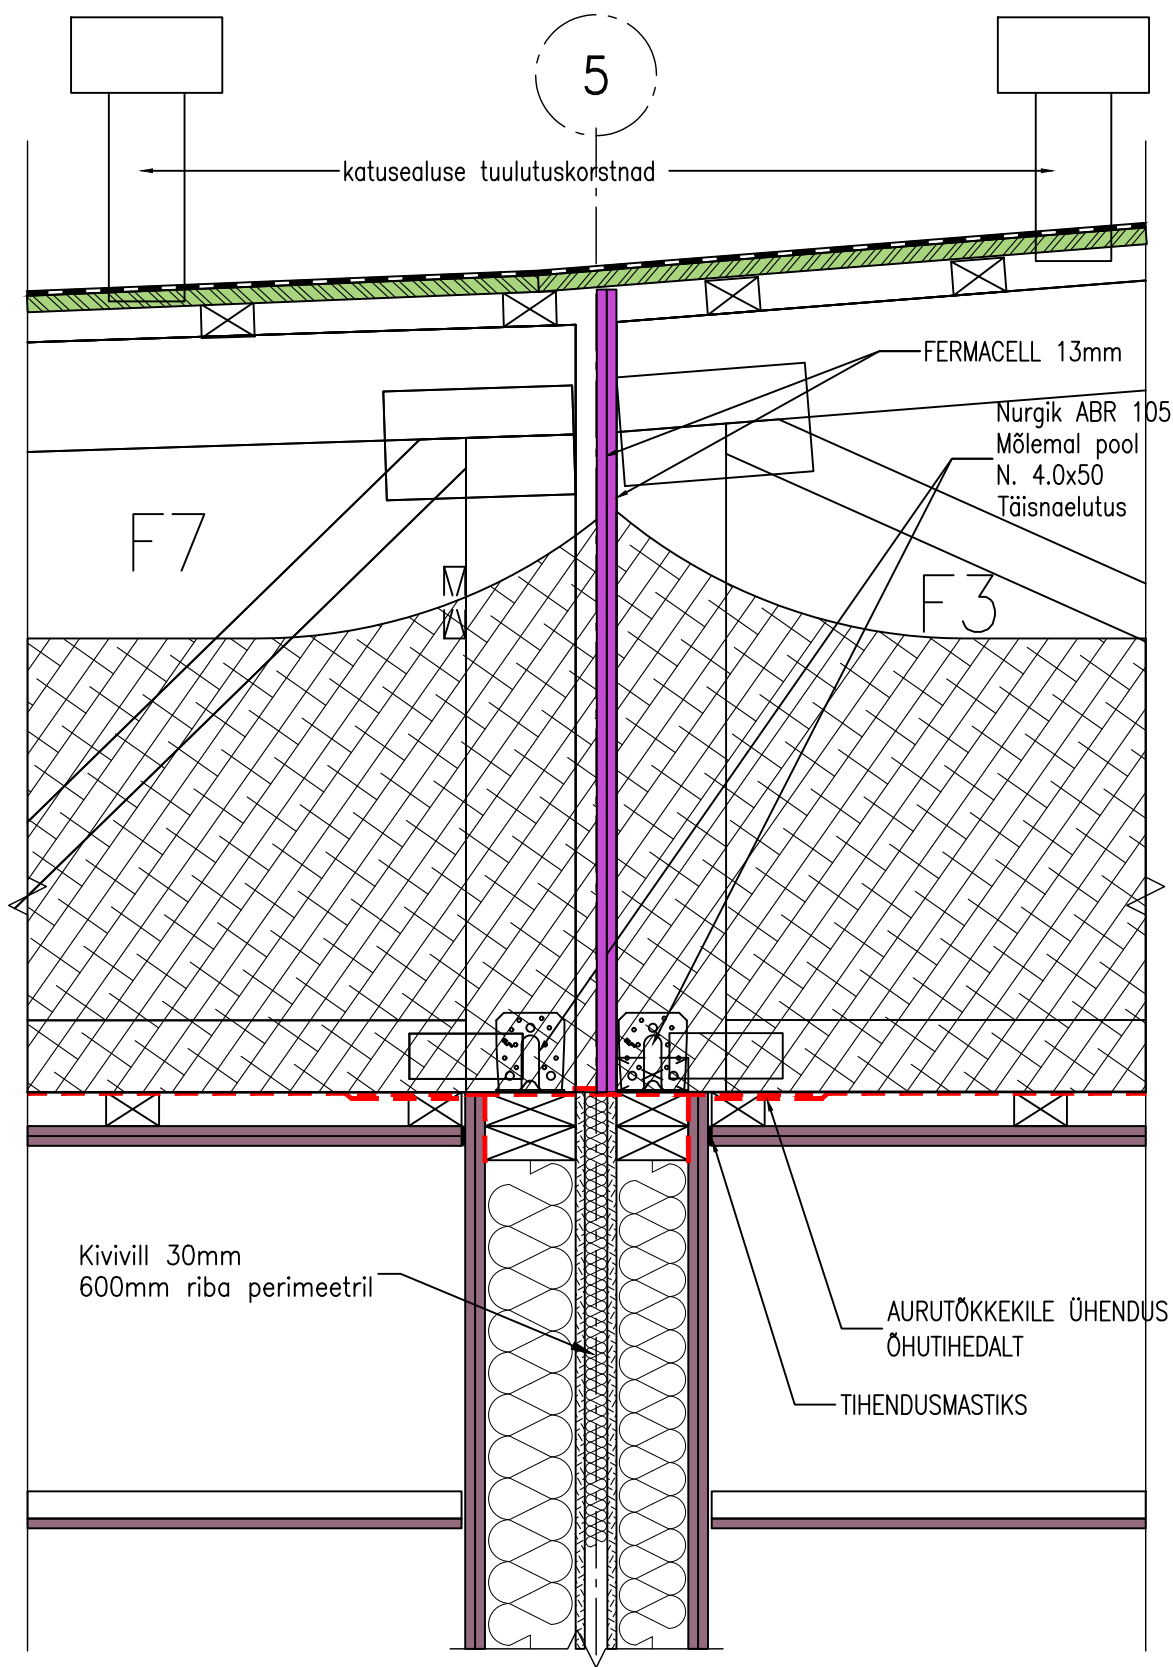 5
katusealuse tuulutuskorstnad
FERMACELL 13mm
Nurgik ABR 105
Mõlemal pool
N. 4.0x50
Täisnaelutus
F7
F3
Kivivill 30mm
600mm riba perimeetril
AURUTÕKKEKILE ÜHENDUS
ÕHUTIHEDALT
TIHENDUSMASTIKS